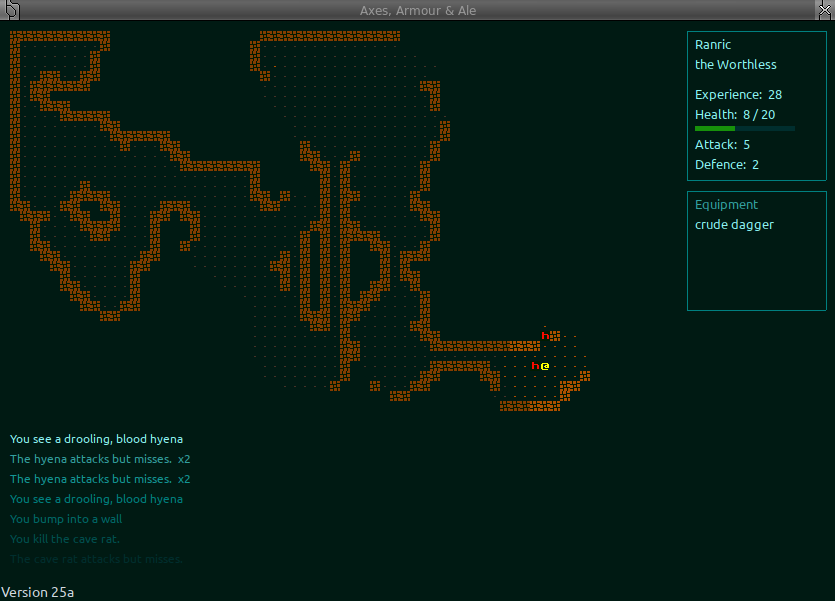 Axes, Armour & Ale
Ranric
the Worthless
Experience: 28
Health: 8 / 20
Attack: 5
Defence: 2
Equipment
crude dagger
You see a drooling, blood hyena
The hyena attacks but misses. x2
The hyena attacks but misses. x2
You see a drooling, blood hyena
You bump into a wall
You kill the cave rat.
The cave rat attacks but misses.
Version 25a